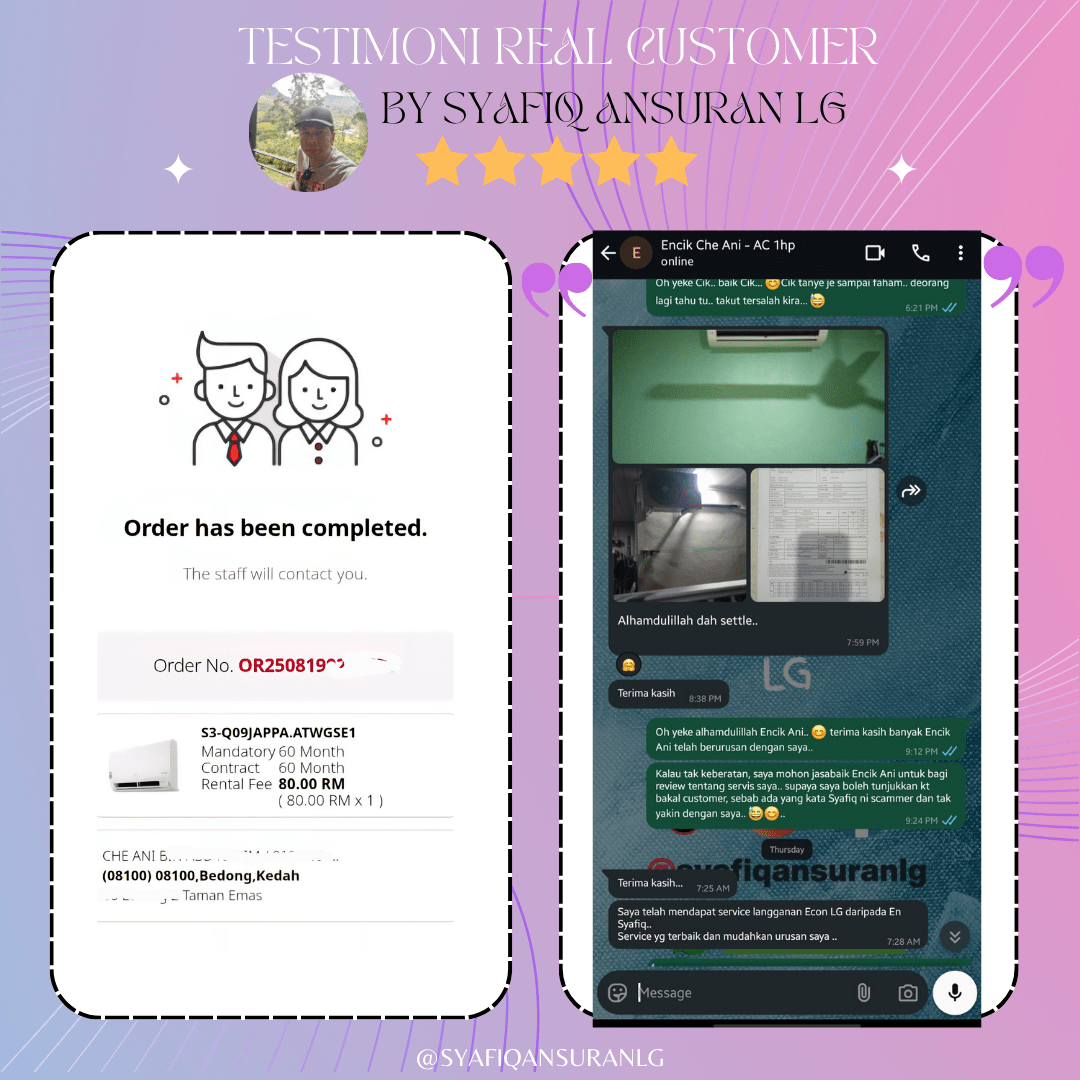 TESTIMONI REAL CUSTOMER
BY SYAFIQ ANSURAN LG
Order has been completed.
The staff will contact you.
Order No. OR2508190
S3-Q09JAPPA.ATWGSE1
Mandatory 60 Month
Contract 60 Month
Rental Fee 80.00 RM
( 80.00 RM x 1 )
CHE ANI
(08100) 08100,Bedong,Kedah
Taman Emas
E
Encik Che Ani - AC 1hp
online
Oh yeke Cik.. baik Cik... 😊Cik tanye je sampai faham.. deorang
lagi tahu tu.. takut tersalah kira... 😅
6:21 PM
Alhamdulillah dah settle..
7:59 PM
LG
Terima kasih
8:38 PM
Oh yeke alhamdulillah Encik Ani.. 😊 terima kasih banyak Encik
Ani telah berurusan dengan saya..
9:12 PM
Kalau tak keberatan, saya mohon jasabaik Encik Ani untuk bagi
review tentang servis saya.. supaya saya boleh tunjukkan kt
bakal customer, sebab ada yang kata Syafiq ni scammer dan tak
yakin dengan saya.. 😅😊..
9:24 PM
Thursday
@syafiqansuranlg
Terima kasih...
7:25 AM
Saya telah mendapat service langganan Econ LG daripada En
Syafiq..
Service yg terbaik dan mudahkan urusan saya ..
7:28 AM
Message
@SYAFIQANSURANLG